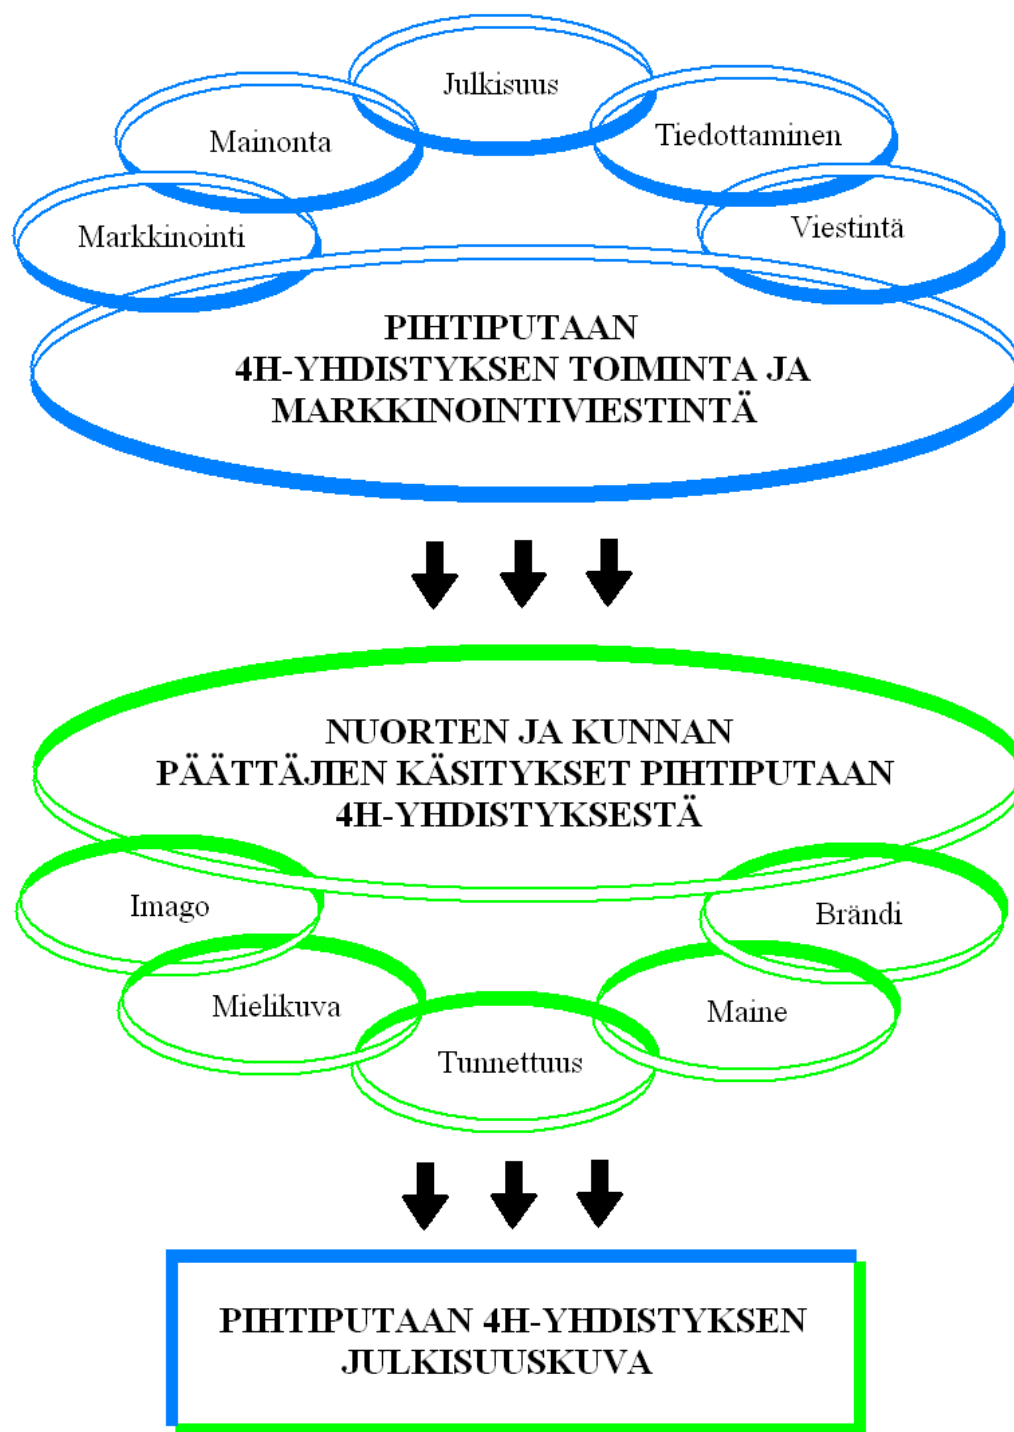 Julkisuus
Mainonta
Tiedottaminen
Markkinointi
Viestintä
PIHTIPUTAAN
4H-YHDISTYKSEN TOIMINTA JA
MARKKINOINTIVIESTINTÄ
NUORTEN JA KUNNAN
PÄÄTTÄJIEN KÄSITYKSET PIHTIPUTAAN
4H-YHDISTYKSESTÄ
Imago
Brändi
Mielikuva
Maine
Tunnettuus
PIHTIPUTAAN 4H-YHDISTYKSEN
JULKISUUSKUVA